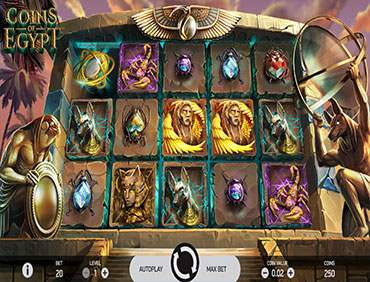 COINS
OF
EGYPT
BET
20
LEVEL
1
AUTOPLAY
MAX BET
COIN VALUE
0.02
COINS
250